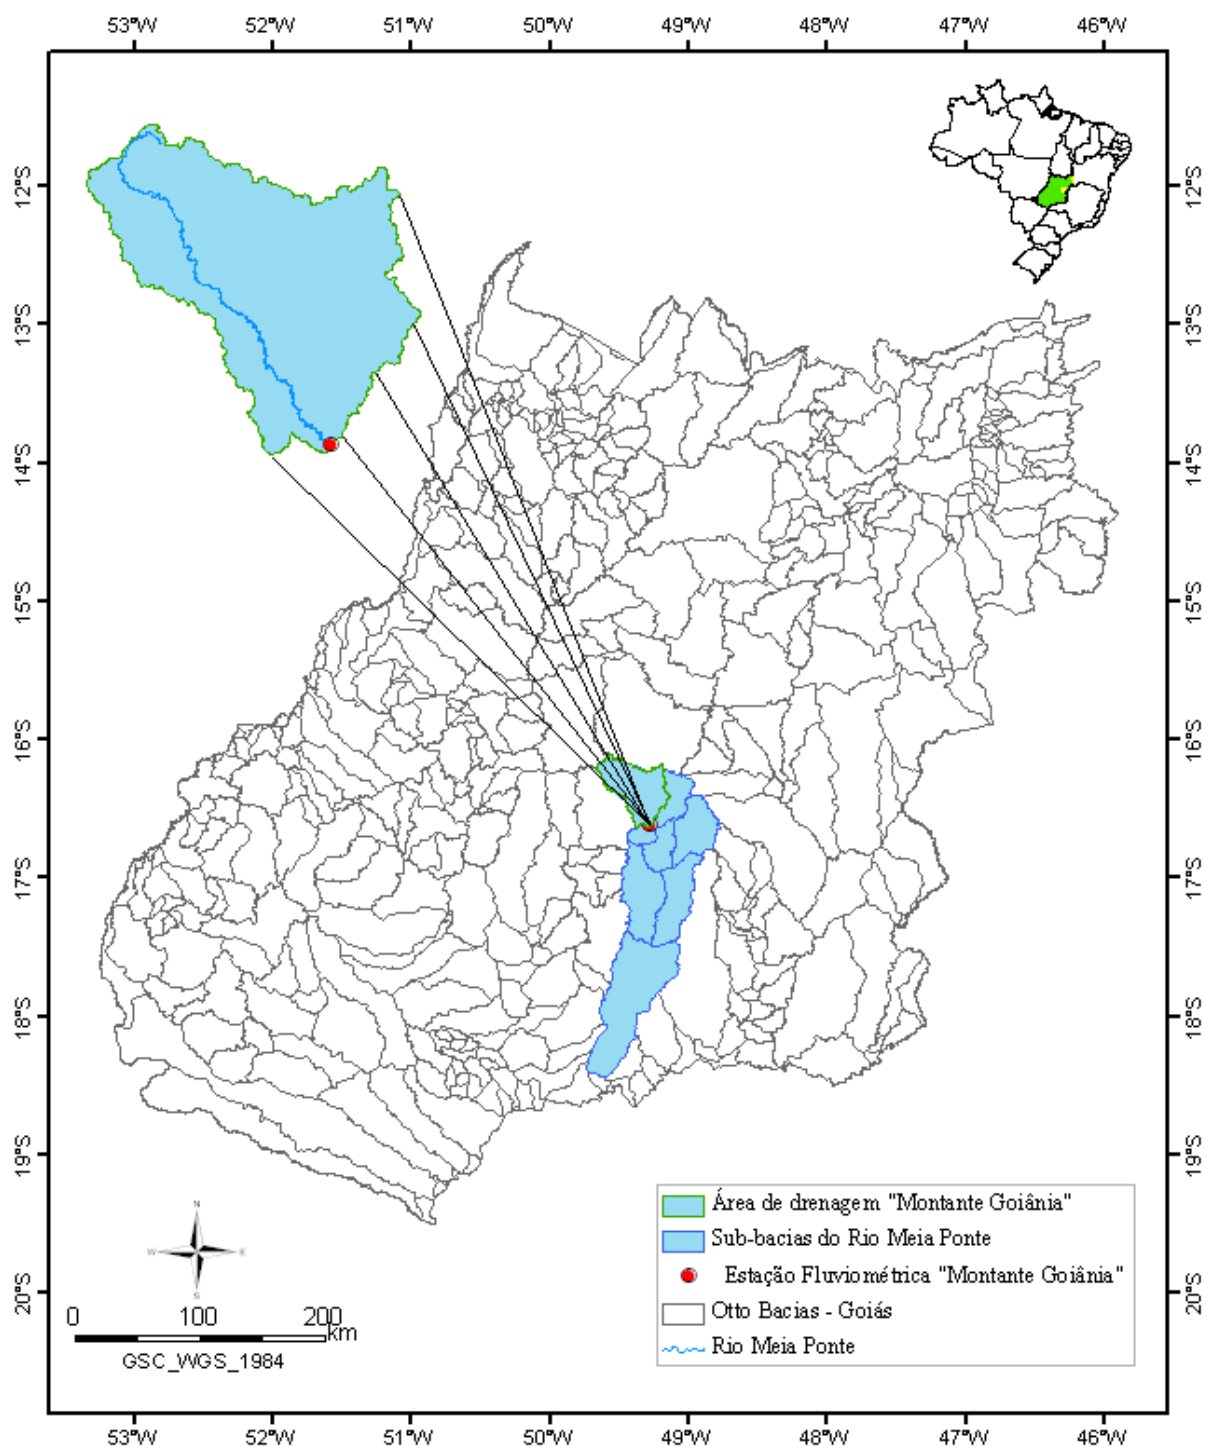 53°W 52°W 51°W 50°W 49°W 48°W 47°W 46°W
12°S 12°S
13°S 13°S
14°S 14°S
15°S 15°S
16°S 16°S
17°S 17°S
18°S 18°S
19°S 19°S
20°S 20°S
Área de drenagem "Montante Goiânia"
Sub-bacias do Rio Meia Ponte
Estação Fluviométrica "Montante Goiânia"
Otto Bacias - Goiás
Rio Meia Ponte
N
W E
S
0 100 200
km
GSC_WGS_1984
53°W 52°W 51°W 50°W 49°W 48°W 47°W 46°W